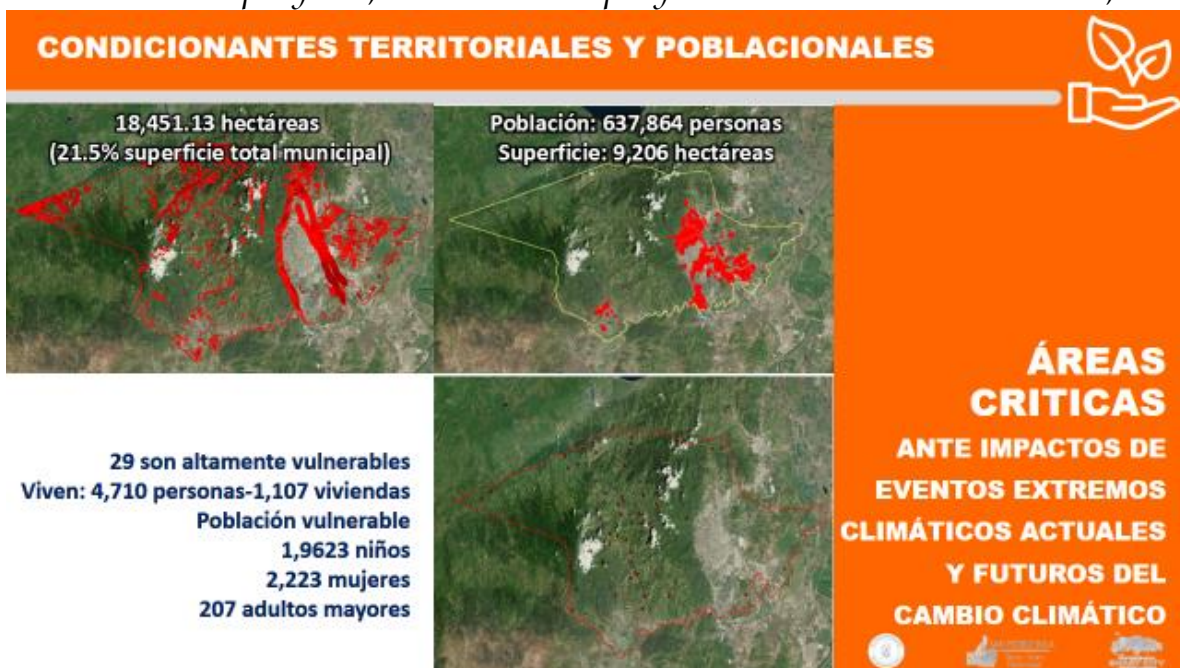 CONDICIONANTES TERRITORIALES Y POBLACIONALES
18,451.13 hectáreas
(21.5% superficie total municipal)
Población: 637,864 personas
Superficie: 9,206 hectáreas
29 son altamente vulnerables
Viven: 4,710 personas-1,107 viviendas
Población vulnerable
1,9623 niños
2,223 mujeres
207 adultos mayores
ÁREAS
CRITICAS
ANTE IMPACTOS DE
EVENTOS EXTREMOS
CLIMÁTICOS ACTUALES
Y FUTUROS DEL
CAMBIO CLIMÁTICO